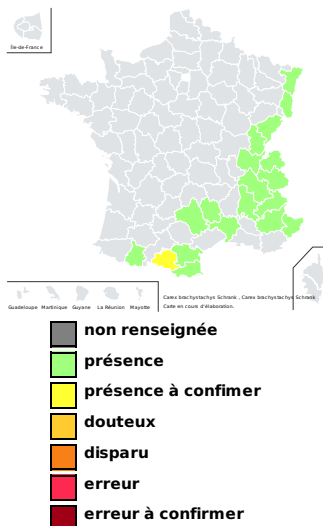 Île-de-France
Guadeloupe Martinique Guyane La Réunion Mayotte
Carex brachystachys Schrank , Carex brachystachys Schrank
Carte en cours d'élaboration.
non renseignée
présence
présence à confimer
douteux
disparu
erreur
erreur à confirmer